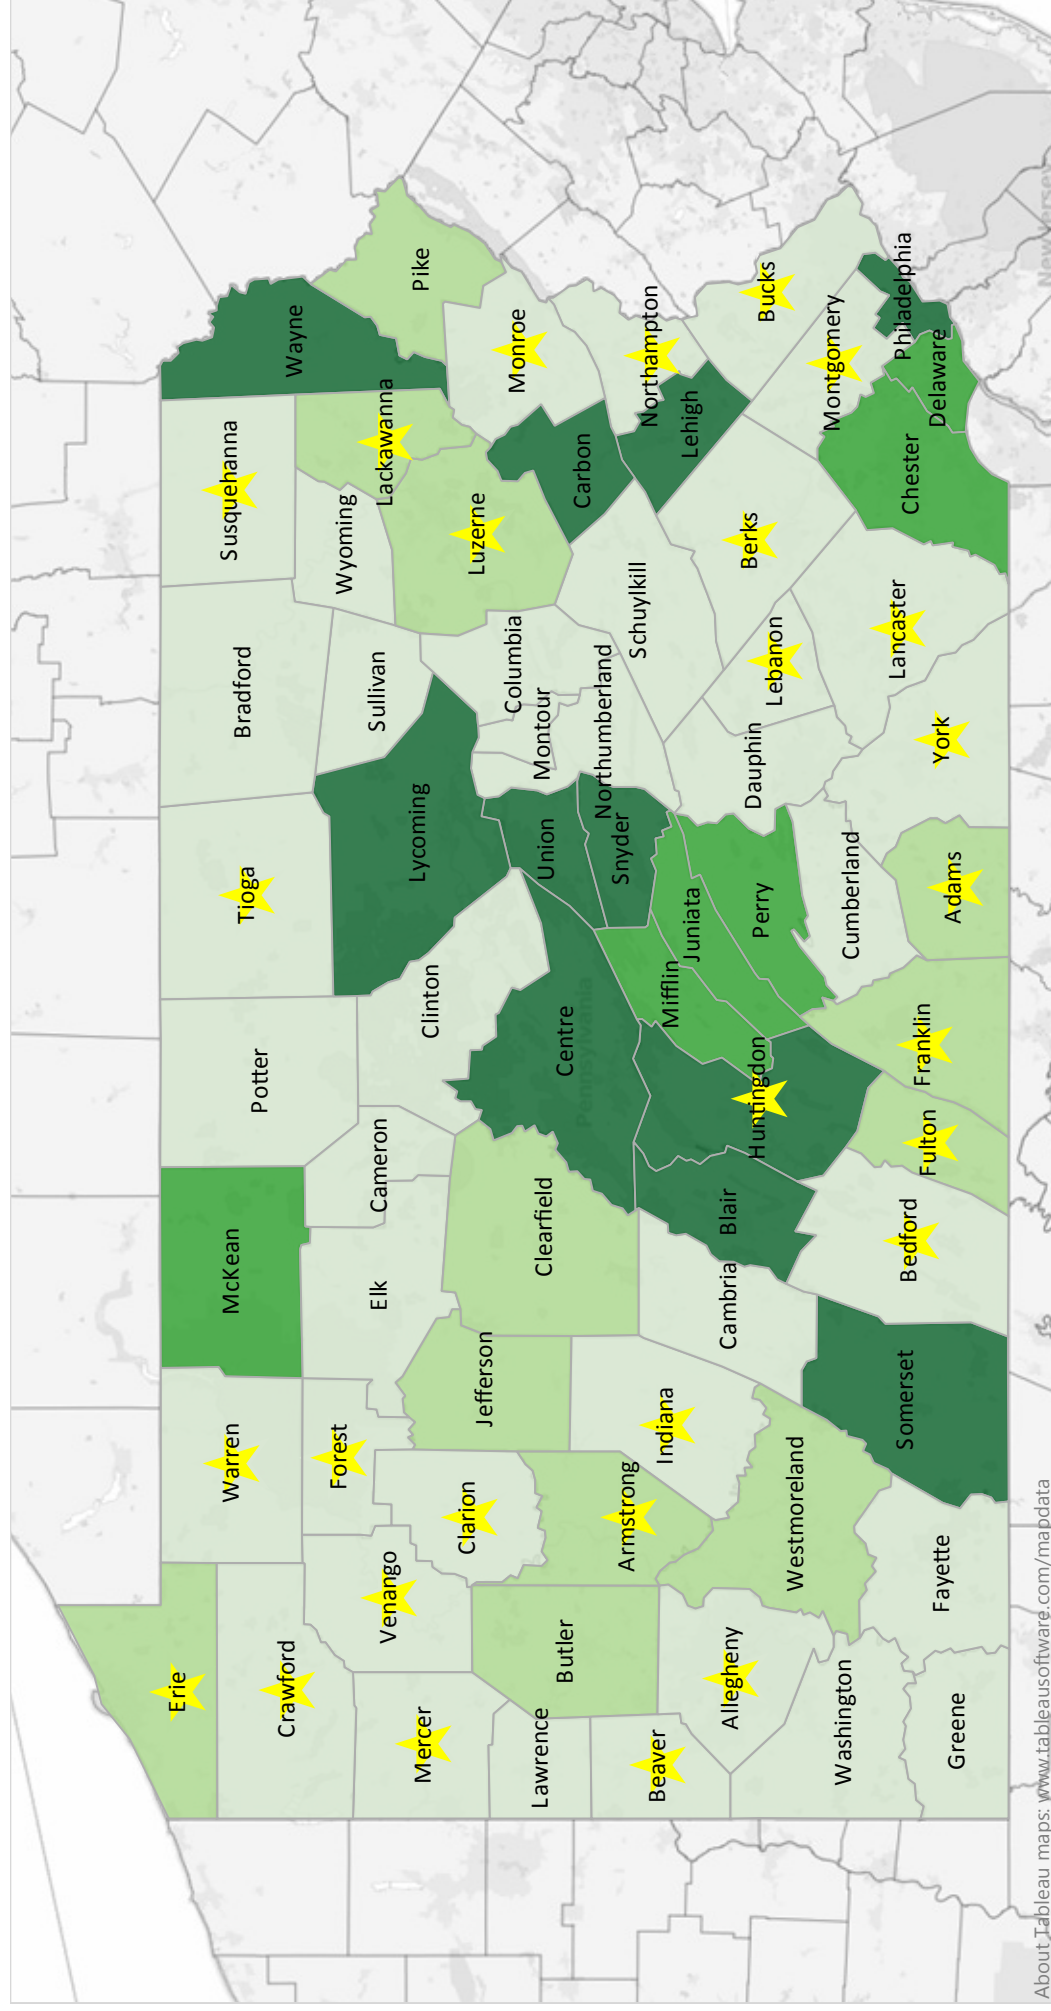 Erie
Crawford
Mercer
Lawrence
Beaver
Allegheny
Washington
Greene
Warren
Forest
Venango
Clarion
Butler
Armstrong
Indiana
Westmoreland
Fayette
McKean
Elk
Cameron
Jefferson
Clearfield
Cambria
Somerset
Potter
Clinton
Centre
Pennsylvania
Blair
Huntingdon
Bedford
Fulton
Franklin
Tioga
Lycoming
Union
Snyder
Mifflin
Juniata
Perry
Cumberland
Adams
Bradford
Sullivan
Columbia
Montour
Northumberland
Dauphin
York
Susquehanna
Wyoming
Lackawanna
Luzerne
Schuylkill
Lebanon
Lancaster
Wayne
Pike
Monroe
Carbon
Northampton
Lehigh
Berks
Bucks
Montgomery
Philadelphia
Delaware
Chester
New Jersey
About Tableau maps: www.tableausoftware.com/mapdata